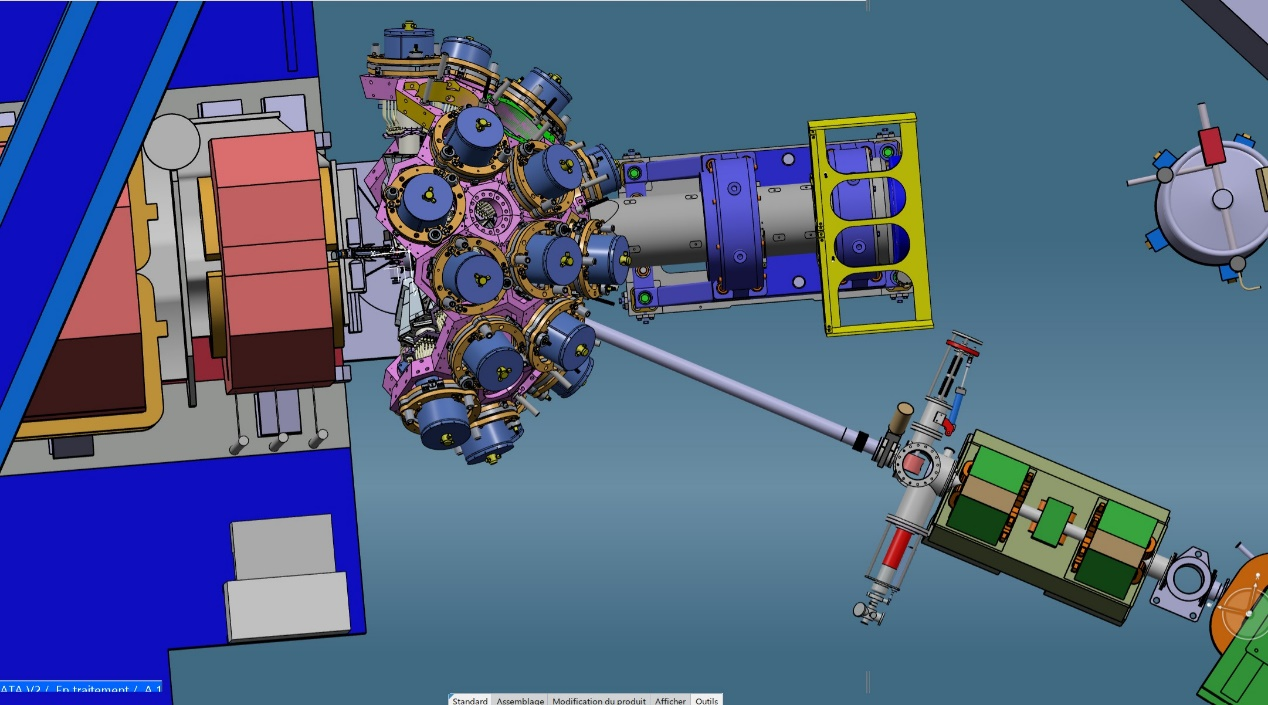 ATA V2 / En traitement / A 1
Standard Assemblage Modification du produit Afficher Outils